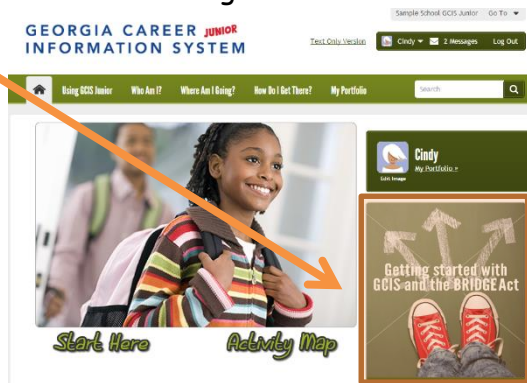 Sample School GCIS Junior Go To
GEORGIA CAREER JUNIOR
INFORMATION SYSTEM
Text Only Version
Cindy
2 Messages
Log Out
Using GCIS Junior
Who Am I?
Where Am I Going?
How Do I Get There?
My Portfolio
Search
Cindy
My Portfolio »
Edit Image
Getting started with
GCIS and the BRIDGE Act
Start Here
Activity Map